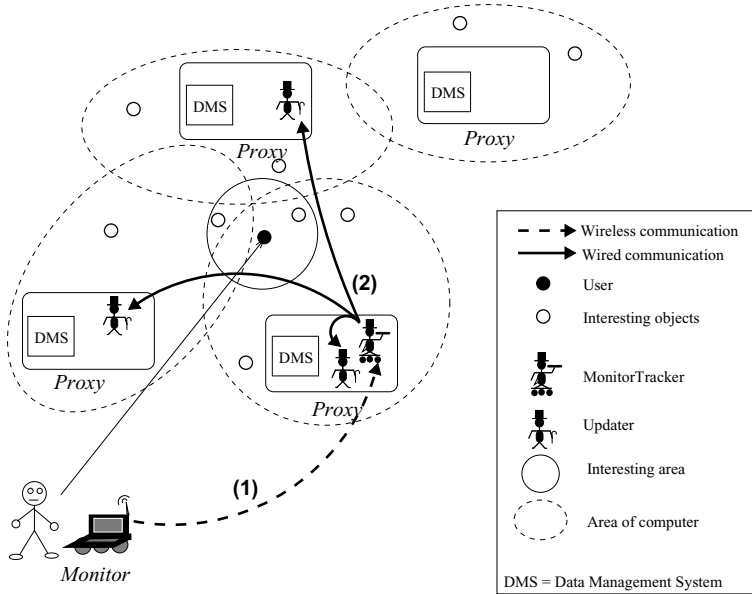 DMS
Proxy
DMS
Proxy
(2)
DMS
Proxy
DMS
Proxy
(1)
Monitor
Wireless communication
Wired communication
User
Interesting objects
MonitorTracker
Updater
Interesting area
Area of computer
DMS = Data Management System